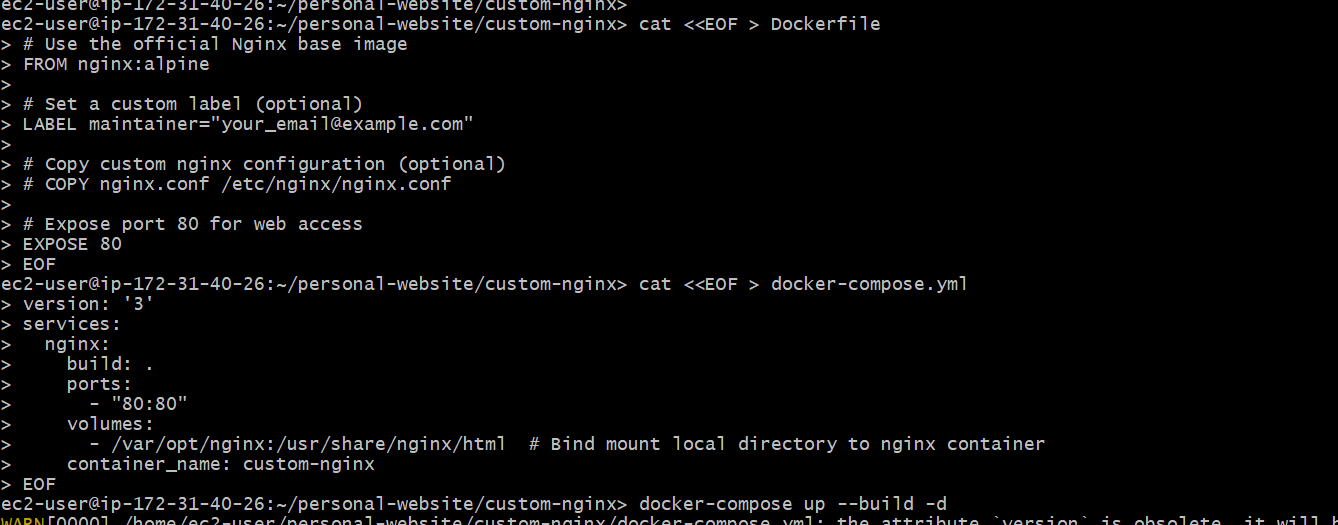 ec2-user@ip-172-31-40-26:~/personal-website/custom-nginx>
ec2-user@ip-172-31-40-26:~/personal-website/custom-nginx> cat <<EOF > Dockerfile
> # Use the official Nginx base image
> FROM nginx:alpine
>
> # Set a custom label (optional)
> LABEL maintainer="your_email@example.com"
>
> # Copy custom nginx configuration (optional)
> # COPY nginx.conf /etc/nginx/nginx.conf
>
> # Expose port 80 for web access
> EXPOSE 80
> EOF
ec2-user@ip-172-31-40-26:~/personal-website/custom-nginx> cat <<EOF > docker-compose.yml
> version: '3'
> services:
>   nginx:
>     build: .
>     ports:
>       - "80:80"
>     volumes:
>       - /var/opt/nginx:/usr/share/nginx/html  # Bind mount local directory to nginx container
>     container_name: custom-nginx
> EOF
ec2-user@ip-172-31-40-26:~/personal-website/custom-nginx> docker-compose up --build -d
WARN[0000] /home/ec2-user/personal-website/custom-nginx/docker-compose.yml: the attribute `version` is obsolete, it will